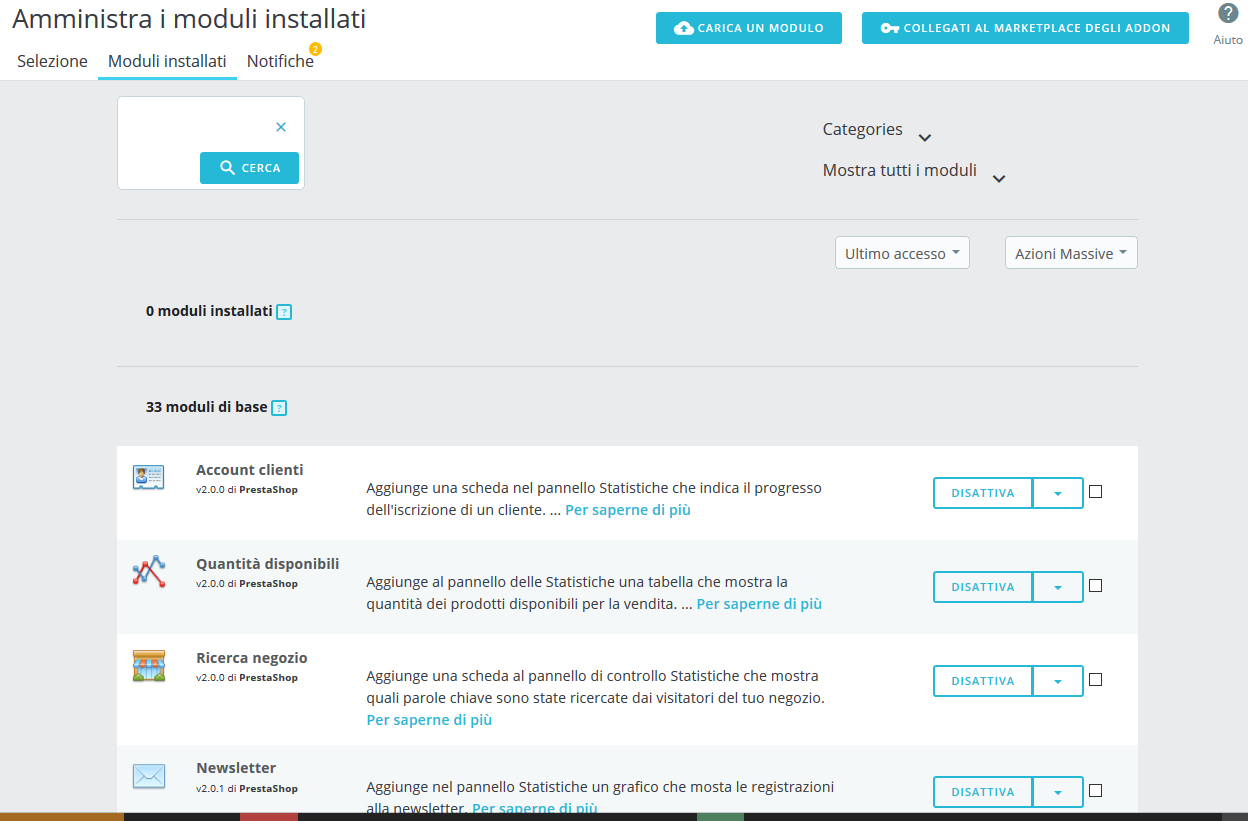 Amministra i moduli installati
CARICA UN MODULO
COLLEGATI AL MARKETPLACE DEGLI ADDON
?
Aiuto
Selezione
Moduli installati
Notifiche
2
×
CERCA
Categories
Mostra tutti i moduli
Ultimo accesso
Azioni Massive
0 moduli installati ?
33 moduli di base ?
Account clienti
v2.0.0 di PrestaShop
Aggiunge una scheda nel pannello Statistiche che indica il progresso
dell'iscrizione di un cliente. ... Per saperne di più
DISATTIVA
Quantità disponibili
v2.0.0 di PrestaShop
Aggiunge al pannello delle Statistiche una tabella che mostra la
quantità dei prodotti disponibili per la vendita. ... Per saperne di più
DISATTIVA
Ricerca negozio
v2.0.0 di PrestaShop
Aggiunge una scheda al pannello di controllo Statistiche che mostra
quali parole chiave sono state ricercate dai visitatori del tuo negozio.
Per saperne di più
DISATTIVA
Newsletter
v2.0.1 di PrestaShop
Aggiunge nel pannello Statistiche un grafico che mosta le registrazioni
alla newsletter. Per saperne di più
DISATTIVA